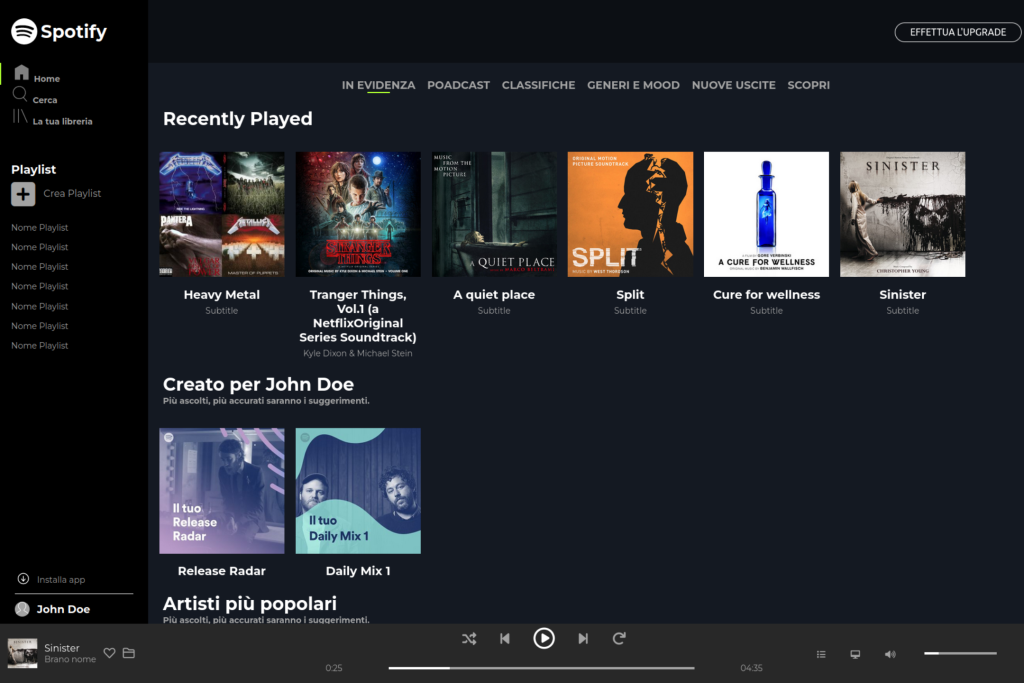 Spotify
EFFETTUA L'UPGRADE
Home
Cerca
La tua libreria
Playlist
Crea Playlist
Nome Playlist
Nome Playlist
Nome Playlist
Nome Playlist
Nome Playlist
Nome Playlist
Nome Playlist
Installa app
John Doe
IN EVIDENZA
POADCAST
CLASSIFICHE
GENERI E MOOD
NUOVE USCITE
SCOPRI
Recently Played
PANTERA
METALLICA
MASTER OF PUPPETS
STRANGER
THINGS
MUSIC
FROM THE
MOTION
PICTURE
A QUIET PLACE
ORIGINAL MOTION
PICTURE SOUNDTRACK
SPLIT
MUSIC BY WEST THORDSON
A CURE FOR WELLNESS
SINISTER
CHRISTOPHER YOUNG
Heavy Metal
Subtitle
Tranger Things,
Vol.1 (a
NetflixOriginal
Series Soundtrack)
Kyle Dixon & Michael Stein
A quiet place
Subtitle
Split
Subtitle
Cure for wellness
Subtitle
Sinister
Subtitle
Creato per John Doe
Più ascolti, più accurati saranno i suggerimenti.
Il tuo
Release
Radar
Il tuo
Daily Mix 1
Release Radar
Daily Mix 1
Artisti più popolari
Più ascolti, più accurati saranno i suggerimenti.
Sinister
Brano nome
0:25
04:35